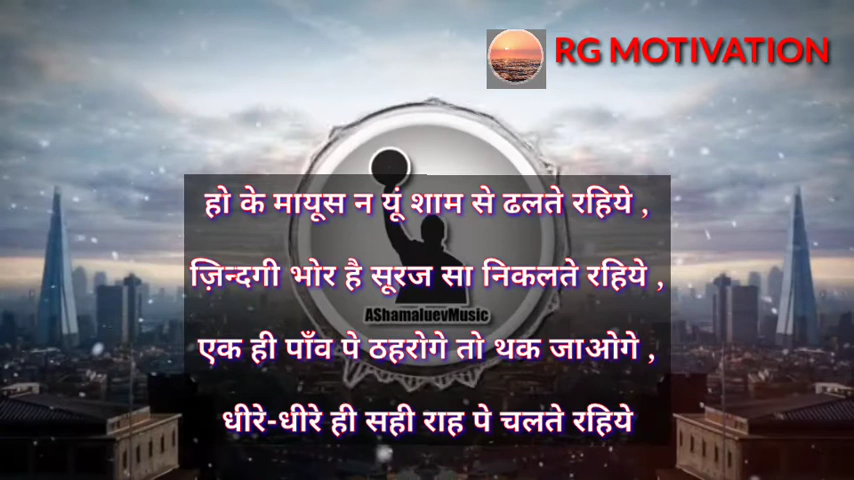 RG MOTIVATION
हो के मायूस न यूं शाम से ढलते रहिये ,
ज़िन्दगी भोर है सूरज सा निकलते रहिये ,
AShamaluevMusic
एक ही पाँव पे ठहरोगे तो थक जाओगे ,
धीरे-धीरे ही सही राह पे चलते रहिये